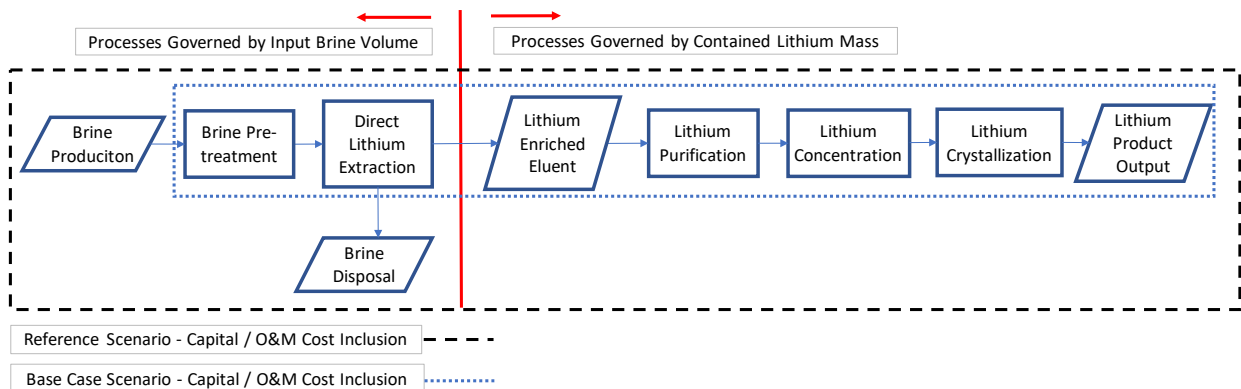 Processes Governed by Input Brine Volume
Processes Governed by Contained Lithium Mass
Brine
Produciton
Brine Pre-
treatment
Direct
Lithium
Extraction
Lithium
Enriched
Eluent
Lithium
Purification
Lithium
Concentration
Lithium
Crystallization
Lithium
Product
Output
Brine
Disposal
Reference Scenario - Capital / O&M Cost Inclusion
Base Case Scenario - Capital / O&M Cost Inclusion